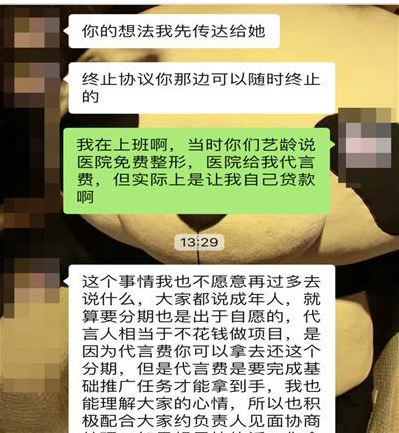 你的想法我先传达给她
终止协议你那边可以随时终止
的
我在上班啊，当时你们艺龄说
医院免费整形，医院给我代言
费，但实际上是让我自己贷款
啊
13:29
这个事情我也不愿意再过多去
说什么，大家都说成年人，就
算要分期也是出于自愿的，代
言人相当于不花钱做项目，是
因为代言费你可以拿去还这个
分期，但是代言费是要完成基
础推广任务才能拿到手，我也
能理解大家的心情，所以也积
极配合大家约负责人见面协商